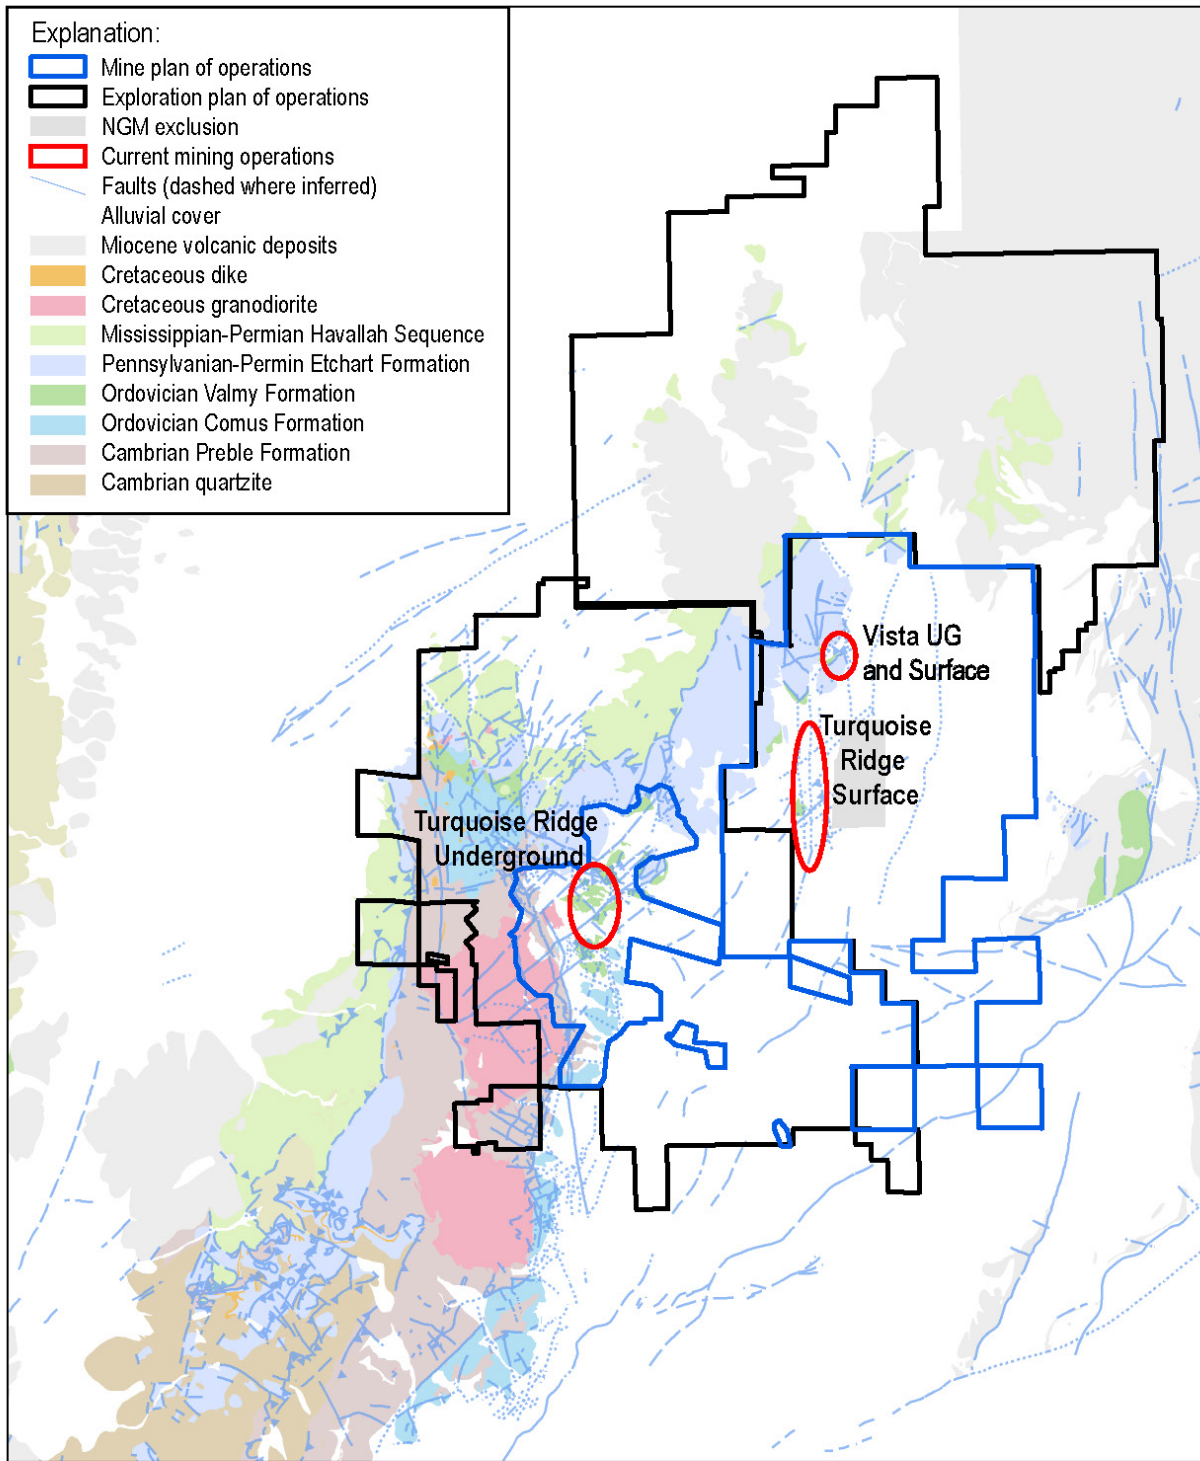 Explanation:
Mine plan of operations
Exploration plan of operations
NGM exclusion
Current mining operations
Faults (dashed where inferred)
Alluvial cover
Miocene volcanic deposits
Cretaceous dike
Cretaceous granodiorite
Mississippian-Permian Havallah Sequence
Pennsylvanian-Permin Etchart Formation
Ordovician Valmy Formation
Ordovician Comus Formation
Cambrian Preble Formation
Cambrian quartzite
Vista UG
and Surface
Turquoise
Ridge
Surface
Turquoise Ridge
Underground